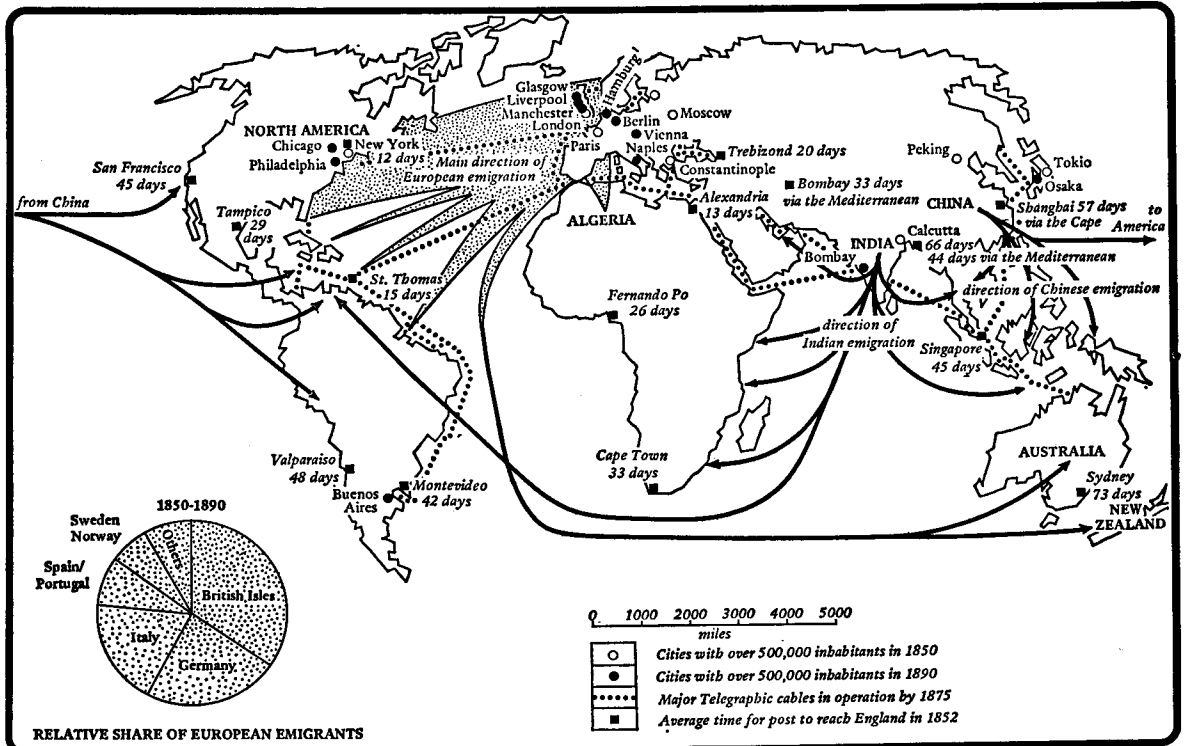 Glasgow
Liverpool
Manchester
London
Hamburg
Berlin
Moscow
Vienna
Naples
Paris
Constantinople
Trebizond 20 days
NORTH AMERICA
Chicago
New York
12 days
Philadelphia
Main direction of
European emigration
San Francisco
45 days
from China
Tampico
29
days
St. Thomas
15 days
ALGERIA
Alexandria
13 days
Bombay 33 days
via the Mediterranean
Peking
Tokio
Osaka
CHINA
Shanghai 57 days
via the Cape
to
America
INDIA
Calcutta
66 days
44 days via the Mediterranean
Bombay
direction of Chinese emigration
Fernando Po
26 days
direction of
Indian emigration
Singapore
45 days
Valparaiso
48 days
Buenos
Aires
Montevideo
42 days
Cape Town
33 days
AUSTRALIA
Sydney
73 days
NEW
ZEALAND
1850-1890
Sweden
Norway
Others
Spain/
Portugal
British Isles
Italy
Germany
RELATIVE SHARE OF EUROPEAN EMIGRANTS
0 1000 2000 3000 4000 5000
miles
Cities with over 500,000 inhabitants in 1850
Cities with over 500,000 inhabitants in 1890
Major Telegraphic cables in operation by 1875
Average time for post to reach England in 1852